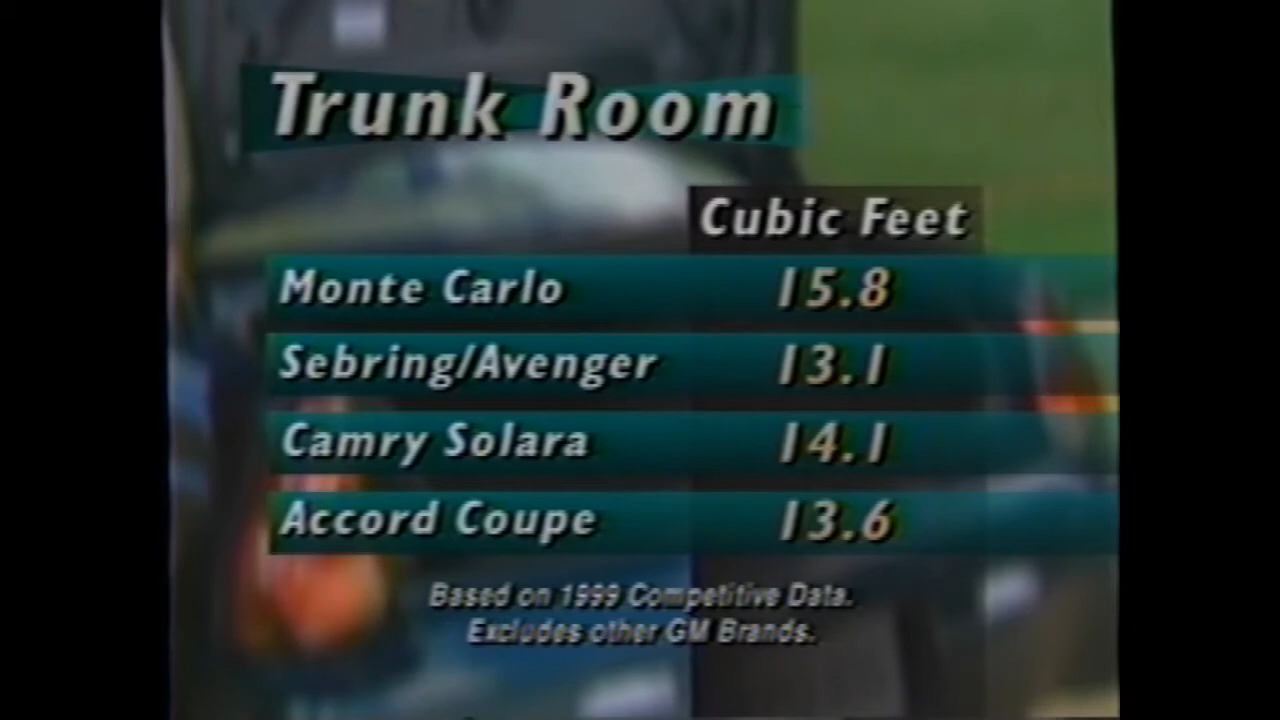 Trunk Room
Cubic Feet
Monte Carlo 15.8
Sebring/Avenger 13.1
Camry Solara 14.1
Accord Coupe 13.6
Based on 1999 Competitive Data.
Excludes other GM Brands.